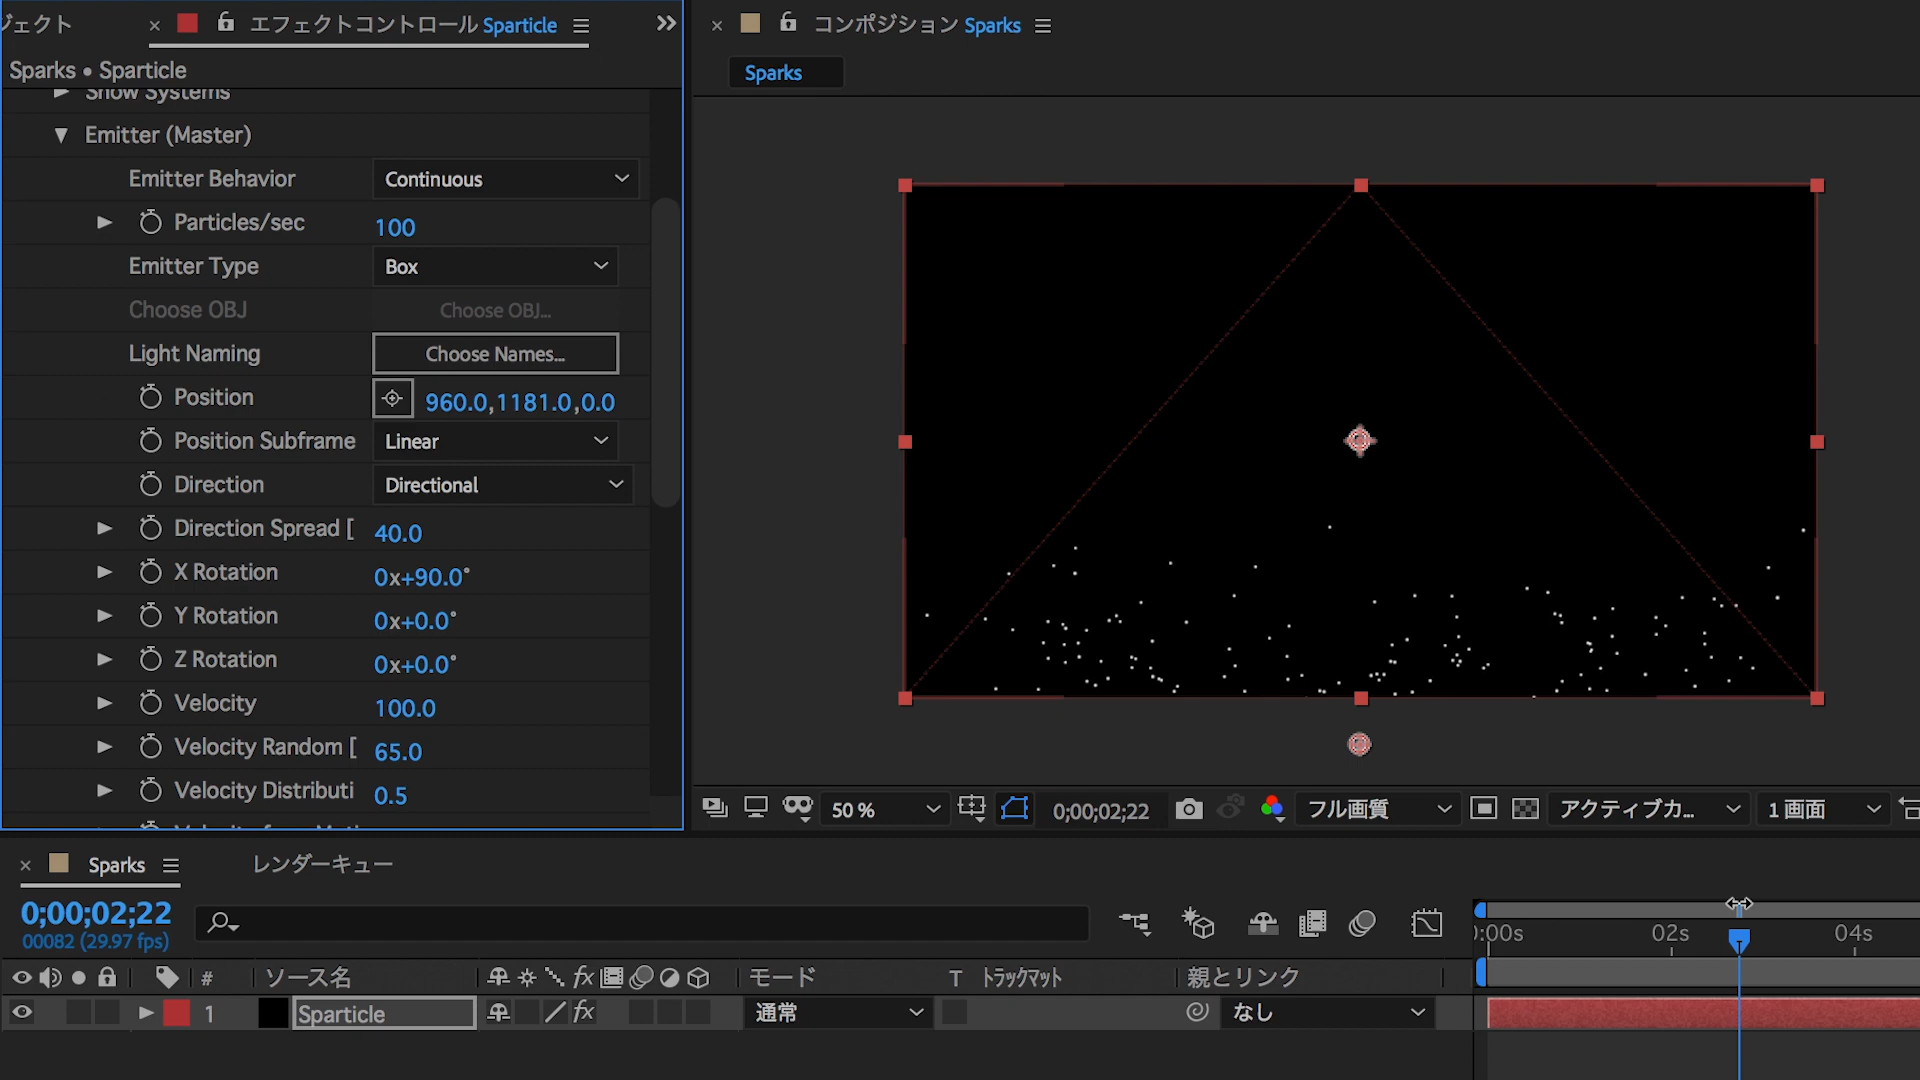 ジェクト
エフェクトコントロール Sparticle
コンポジション Sparks
Sparks • Sparticle
Sparks
Show Systems
Emitter (Master)
Emitter Behavior Continuous
Particles/sec 100
Emitter Type Box
Choose OBJ Choose OBJ...
Light Naming Choose Names...
Position 960.0,1181.0,0.0
Position Subframe Linear
Direction Directional
Direction Spread [ 40.0
X Rotation 0x+90.0°
Y Rotation 0x+0.0°
Z Rotation 0x+0.0°
Velocity 100.0
Velocity Random [ 65.0
Velocity Distributi 0.5
50 % 0;00;02;22 フル画質 アクティブカ... 1 画面
Sparks レンダーキュー
0;00;02;22
00082 (29.97 fps)
):00s 02s 04s
# ソース名 fx モード T トラックマット 親とリンク
1 Sparticle fx 通常 なし